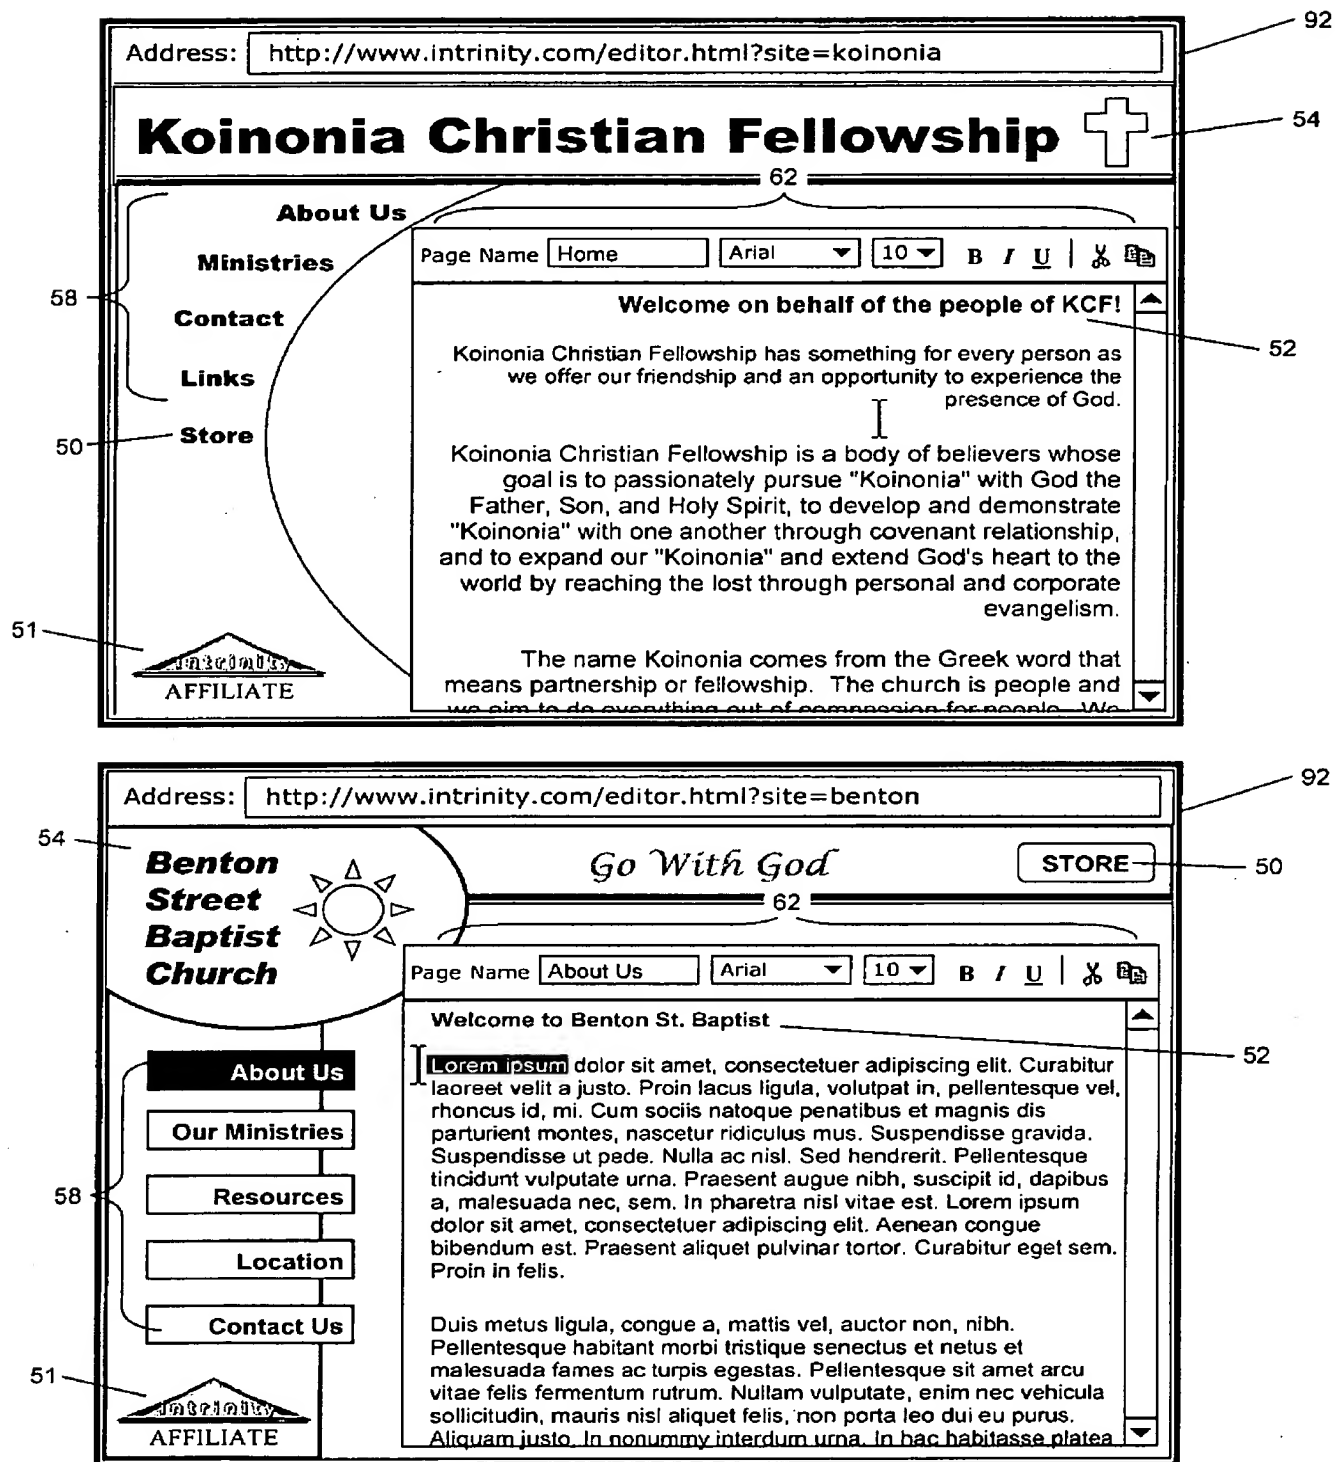 92
Address: http://www.intrinity.com/editor.html?site=koinonia
Koinonia Christian Fellowship
54
62
About Us
Ministries
58
Contact
Links
50
Store
Page Name Home Arial 10 B I U
Welcome on behalf of the people of KCF!
52
Koinonia Christian Fellowship has something for every person as
we offer our friendship and an opportunity to experience the
presence of God.
Koinonia Christian Fellowship is a body of believers whose
goal is to passionately pursue "Koinonia" with God the
Father, Son, and Holy Spirit, to develop and demonstrate
"Koinonia" with one another through covenant relationship,
and to expand our "Koinonia" and extend God's heart to the
world by reaching the lost through personal and corporate
evangelism.
The name Koinonia comes from the Greek word that
means partnership or fellowship. The church is people and
we aim to do everything out of compassion for people. We
51
Intrinity
AFFILIATE
92
Address: http://www.intrinity.com/editor.html?site=benton
54
Benton
Street
Baptist
Church
Go With God
STORE
50
62
Page Name About Us Arial 10 B I U
Welcome to Benton St. Baptist
52
Lorem ipsum dolor sit amet, consectetuer adipiscing elit. Curabitur
laoreet velit a justo. Proin lacus ligula, volutpat in, pellentesque vel,
rhoncus id, mi. Cum sociis natoque penatibus et magnis dis
parturient montes, nascetur ridiculus mus. Suspendisse gravida.
Suspendisse ut pede. Nulla ac nisl. Sed hendrerit. Pellentesque
tincidunt vulputate urna. Praesent augue nibh, suscipit id, dapibus
a, malesuada nec, sem. In pharetra nisl vitae est. Lorem ipsum
dolor sit amet, consectetuer adipiscing elit. Aenean congue
bibendum est. Praesent aliquet pulvinar tortor. Curabitur eget sem.
Proin in felis.
Duis metus ligula, congue a, mattis vel, auctor non, nibh.
Pellentesque habitant morbi tristique senectus et netus et
malesuada fames ac turpis egestas. Pellentesque sit amet arcu
vitae felis fermentum rutrum. Nullam vulputate, enim nec vehicula
sollicitudin, mauris nisl aliquet felis, non porta leo dui eu purus.
Aliquam justo. In nonummy interdum urna. In hac habitasse platea
About Us
Our Ministries
58
Resources
Location
Contact Us
51
Intrinity
AFFILIATE